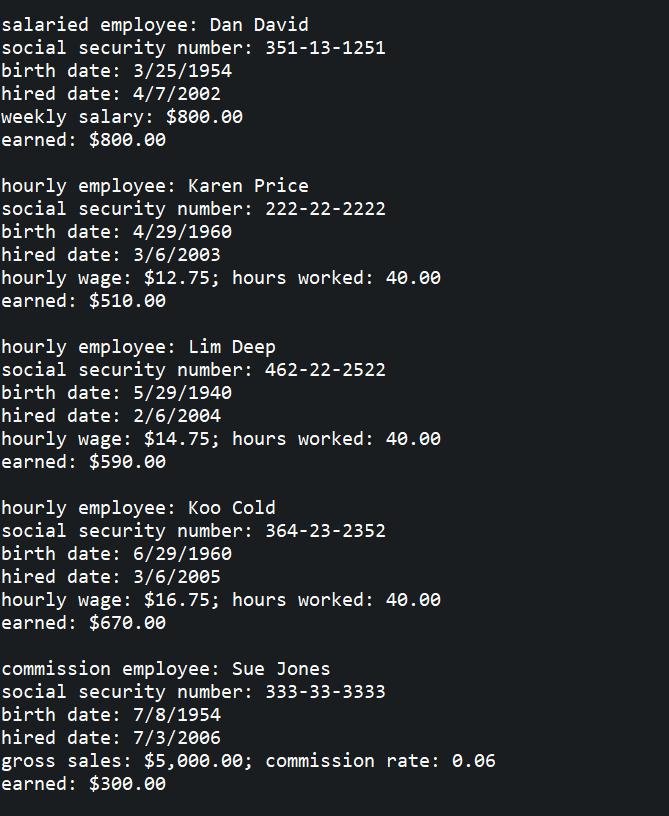 salaried employee: Dan David
social security number: 351-13-1251
birth date: 3/25/1954
hired date: 4/7/2002
weekly salary: $800.00
earned: $800.00

hourly employee: Karen Price
social security number: 222-22-2222
birth date: 4/29/1960
hired date: 3/6/2003
hourly wage: $12.75; hours worked: 40.00
earned: $510.00

hourly employee: Lim Deep
social security number: 462-22-2522
birth date: 5/29/1940
hired date: 2/6/2004
hourly wage: $14.75; hours worked: 40.00
earned: $590.00

hourly employee: Koo Cold
social security number: 364-23-2352
birth date: 6/29/1960
hired date: 3/6/2005
hourly wage: $16.75; hours worked: 40.00
earned: $670.00

commission employee: Sue Jones
social security number: 333-33-3333
birth date: 7/8/1954
hired date: 7/3/2006
gross sales: $5,000.00; commission rate: 0.06
earned: $300.00